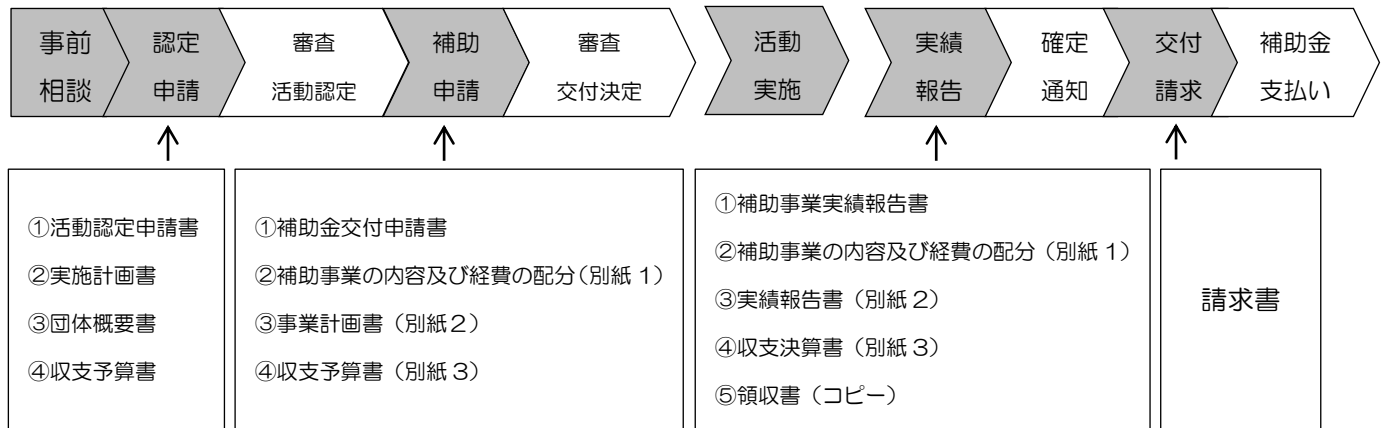 事前
相談
認定
申請
審査
活動認定
補助
申請
審査
交付決定
活動
実施
実績
報告
確定
通知
交付
請求
補助金
支払い
①活動認定申請書
②実施計画書
③団体概要書
④収支予算書
①補助金交付申請書
②補助事業の内容及び経費の配分（別紙1）
③事業計画書（別紙2）
④収支予算書（別紙3）
①補助事業実績報告書
②補助事業の内容及び経費の配分（別紙1）
③実績報告書（別紙2）
④収支決算書（別紙3）
⑤領収書（コピー）
請求書